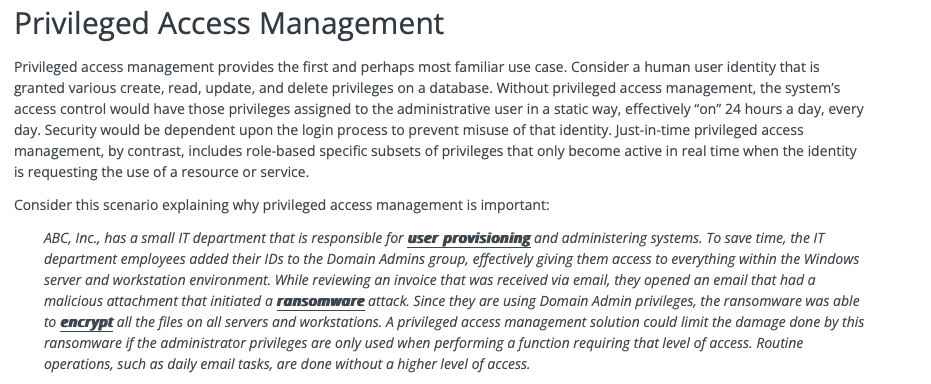 Privileged Access Management
Privileged access management provides the first and perhaps most familiar use case. Consider a human user identity that is
granted various create, read, update, and delete privileges on a database. Without privileged access management, the system’s
access control would have those privileges assigned to the administrative user in a static way, effectively “on” 24 hours a day, every
day. Security would be dependent upon the login process to prevent misuse of that identity. Just-in-time privileged access
management, by contrast, includes role-based specific subsets of privileges that only become active in real time when the identity
is requesting the use of a resource or service.
Consider this scenario explaining why privileged access management is important:
ABC, Inc., has a small IT department that is responsible for user provisioning and administering systems. To save time, the IT
department employees added their IDs to the Domain Admins group, effectively giving them access to everything within the Windows
server and workstation environment. While reviewing an invoice that was received via email, they opened an email that had a
malicious attachment that initiated a ransomware attack. Since they are using Domain Admin privileges, the ransomware was able
to encrypt all the files on all servers and workstations. A privileged access management solution could limit the damage done by this
ransomware if the administrator privileges are only used when performing a function requiring that level of access. Routine
operations, such as daily email tasks, are done without a higher level of access.